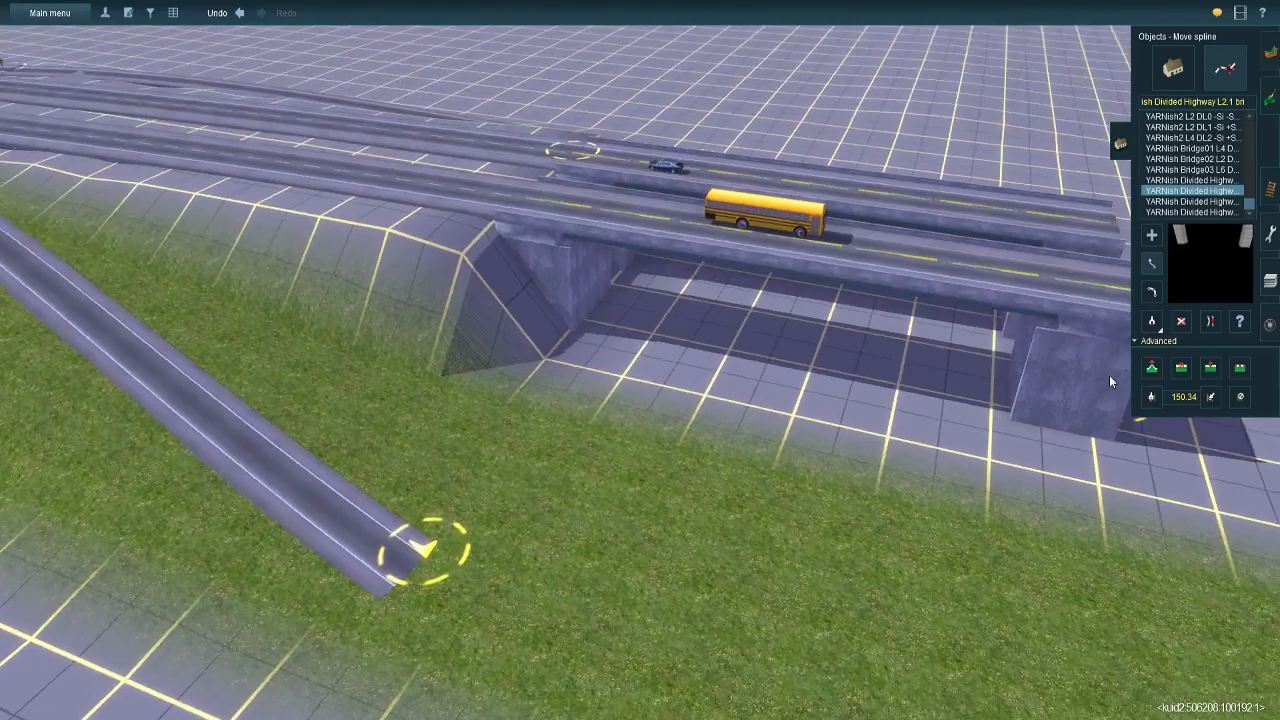 Main menu
Undo
Redo
?
Objects - Move spline
ish Divided Highway L2.1 bri
YARNish2 L2 DL0 -Si -S...
YARNish2 L2 DL1 -Si +S...
YARNish2 L4 DL2 -Si +S...
YARNish Bridge01 L4 D...
YARNish Bridge02 L2 D...
YARNish Bridge03 L6 D...
YARNish Divided Highw...
YARNish Divided Highw...
YARNish Divided Highw...
YARNish Divided Highw...
?
Advanced
150.34
<kuid2:506208:100192:1>